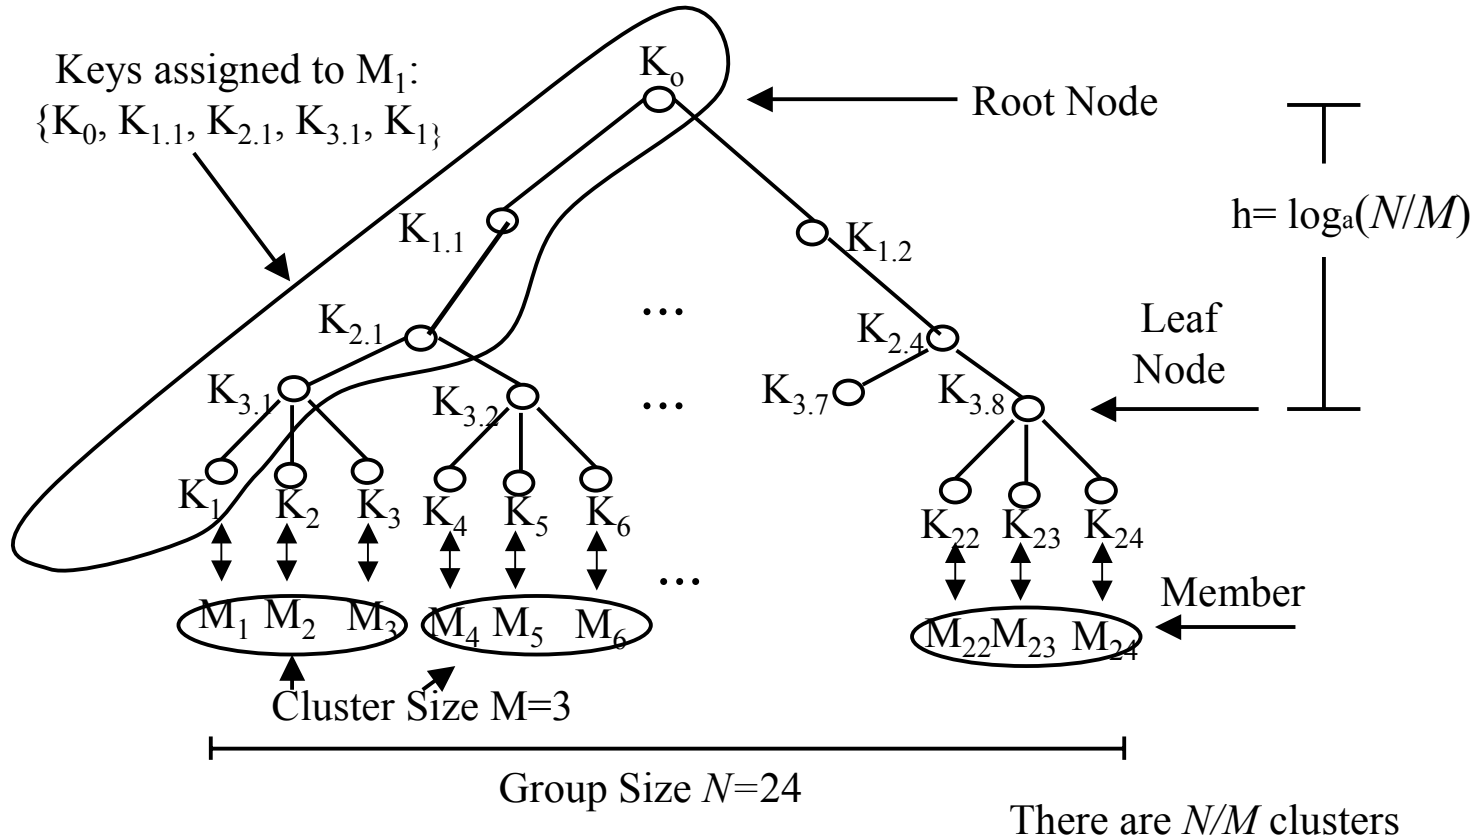 Keys assigned to M₁:
{K₀, K₁.₁, K₂.₁, K₃.₁, K₁}
Kₒ
Root Node
h= logₐ(N/M)
K₁.₁
K₁.₂
K₂.₁
...
K₂.₄
Leaf
Node
K₃.₁
K₃.₂
...
K₃.₇
K₃.₈
K₁ K₂ K₃ K₄ K₅ K₆
K₂₂ K₂₃ K₂₄
...
M₁ M₂ M₃ M₄ M₅ M₆
M₂₂ M₂₃ M₂₄
Member
Cluster Size M=3
Group Size N=24
There are N/M clusters